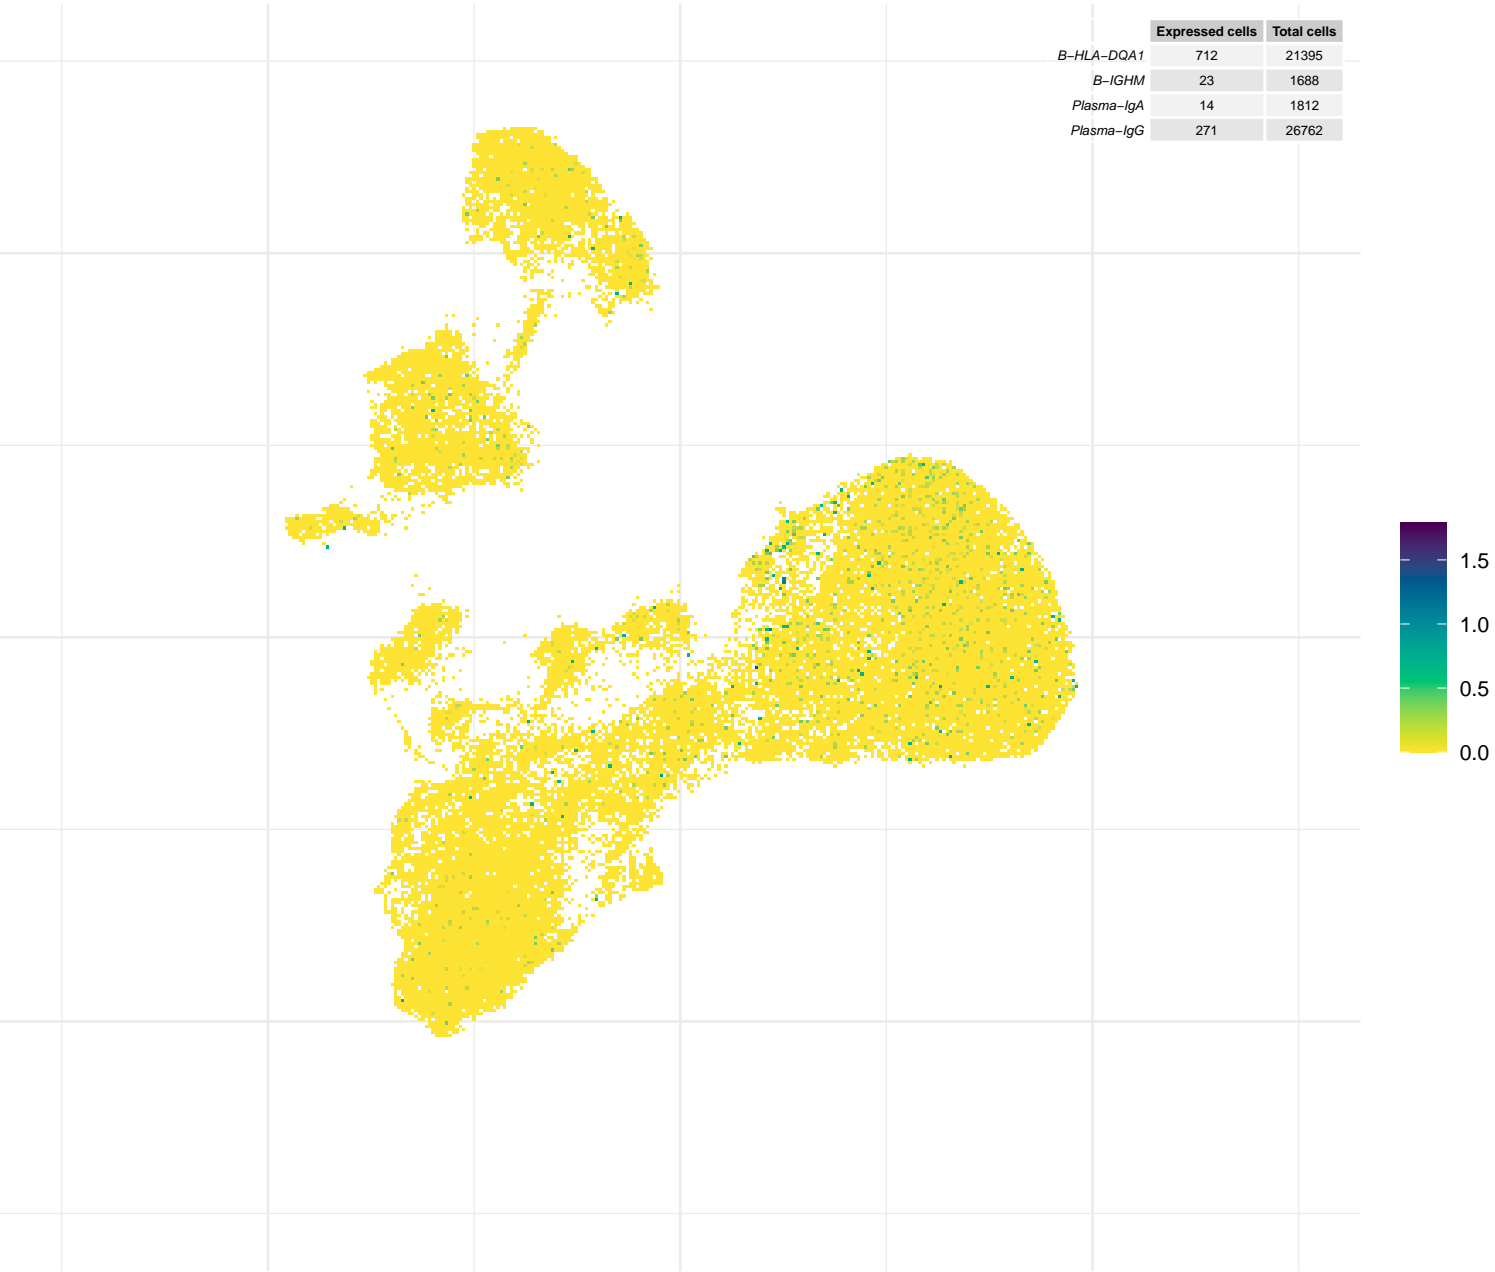 Expressed cells Total cells
B−HLA−DQA1 712 21395
B−IGHM 23 1688
Plasma−IgA 14 1812
Plasma−IgG 271 26762
1.5
1.0
0.5
0.0